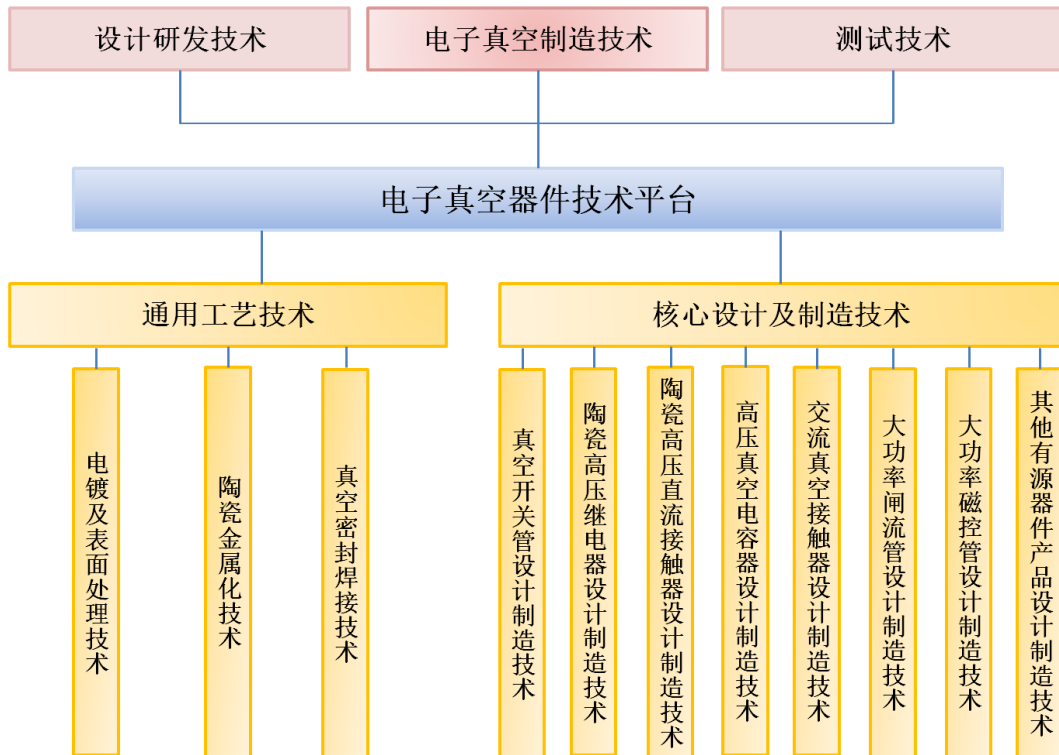 设计研发技术
电子真空制造技术
测试技术
电子真空器件技术平台
通用工艺技术
核心设计及制造技术
电镀及表面处理技术
陶瓷金属化技术
真空密封焊接技术
真空开关管设计制造技术
陶瓷高压继电器设计制造技术
陶瓷高压直流接触器设计制造技术
高压真空电容器设计制造技术
交流真空接触器设计制造技术
大功率闸流管设计制造技术
大功率磁控管设计制造技术
其他有源器件产品设计制造技术